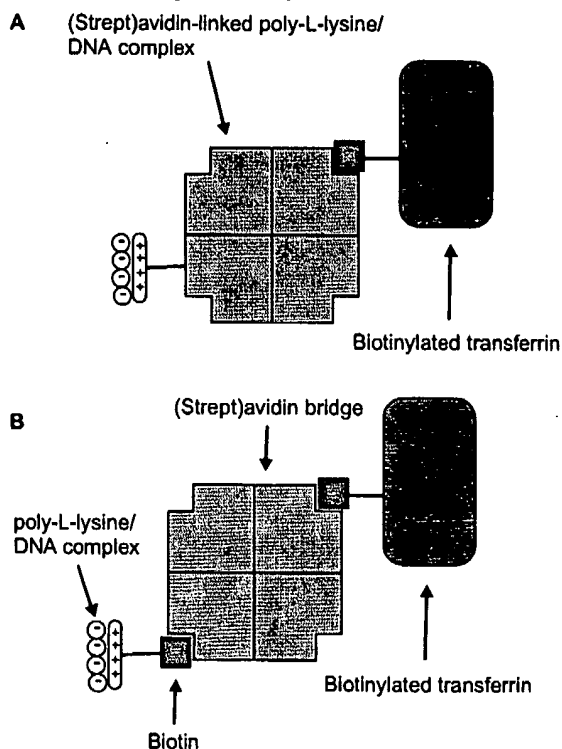 A
(Strept)avidin-linked poly-L-lysine/
DNA complex
Biotinylated transferrin
B
(Strept)avidin bridge
poly-L-lysine/
DNA complex
Biotinylated transferrin
Biotin